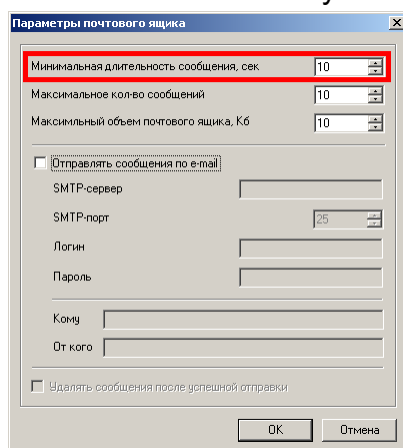 Параметры почтового ящика
Минимальная длительность сообщения, сек 10
Максимальное кол-во сообщений 10
Максимльный объем почтового ящика, Кб 10
Отправлять сообщения по e-mail
SMTP-сервер
SMTP-порт 25
Логин
Пароль
Кому
От кого
Удалять сообщения после успешной отправки
OK Отмена